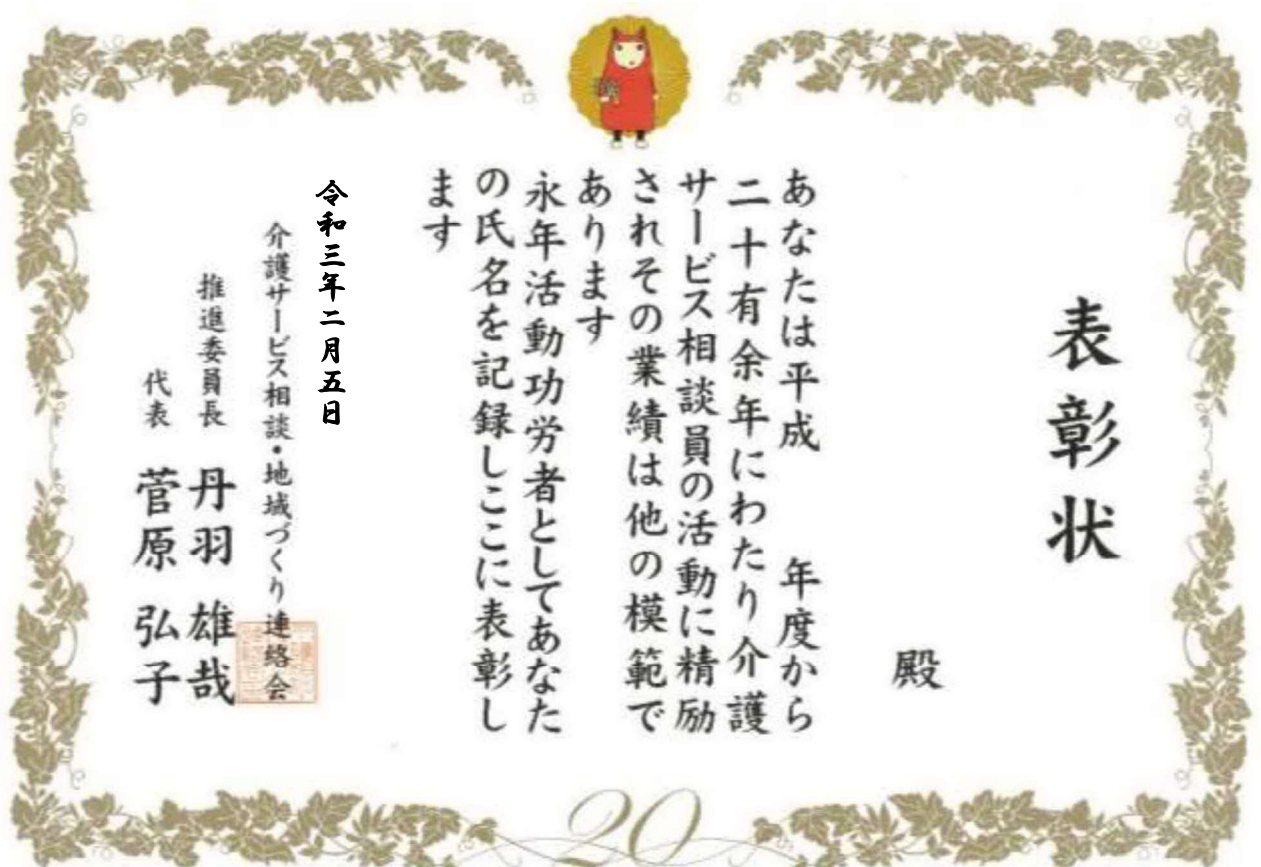 表彰状
殿
あなたは平成　　年度から
二十有余年にわたり介護
サービス相談員の活動に精励
されその業績は他の模範で
あります
永年活動功労者としてあなた
の氏名を記録しここに表彰し
ます
令和三年二月五日
介護サービス相談・地域づくり連絡会
推進委員長　丹羽　雄哉
代表　菅原　弘子
20